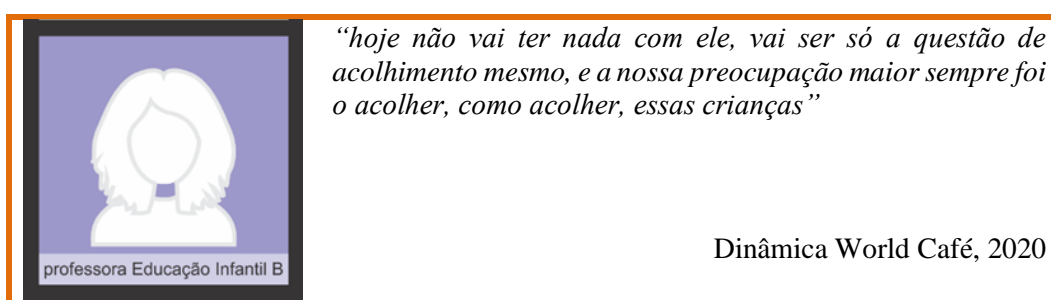 “hoje não vai ter nada com ele, vai ser só a questão de
acolhimento mesmo, e a nossa preocupação maior sempre foi
o acolher, como acolher, essas crianças”
Dinâmica World Café, 2020
professora Educação Infantil B